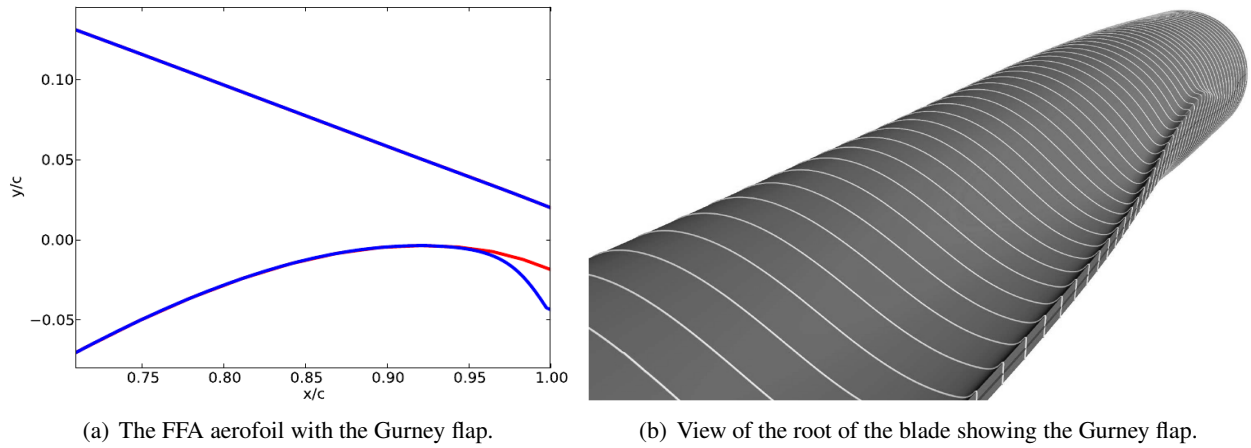 0.10
0.05
0.00
−0.05
y/c
0.75 0.80 0.85 0.90 0.95 1.00
x/c
(a) The FFA aerofoil with the Gurney flap.
(b) View of the root of the blade showing the Gurney flap.